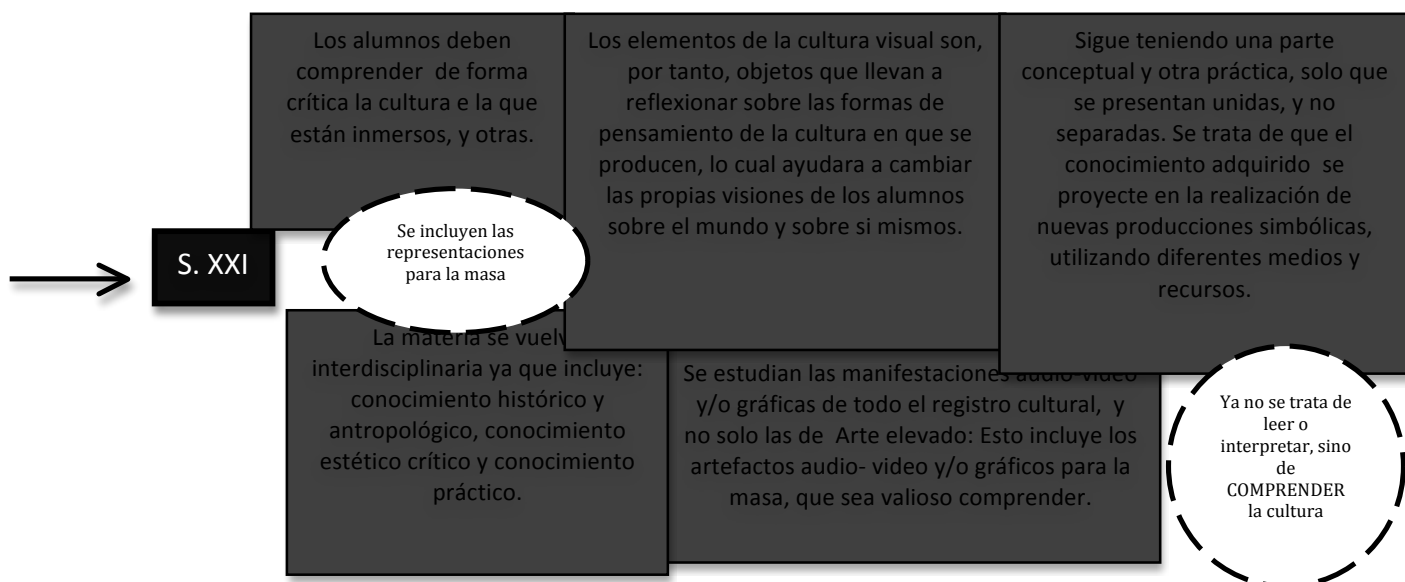 Los alumnos deben
comprender de forma
crítica la cultura e la que
están inmersos, y otras.
Los elementos de la cultura visual son,
por tanto, objetos que llevan a
reflexionar sobre las formas de
pensamiento de la cultura en que se
producen, lo cual ayudara a cambiar
las propias visiones de los alumnos
sobre el mundo y sobre si mismos.
Sigue teniendo una parte
conceptual y otra práctica, solo que
se presentan unidas, y no
separadas. Se trata de que el
conocimiento adquirido se
proyecte en la realización de
nuevas producciones simbólicas,
utilizando diferentes medios y
recursos.
S. XXI
Se incluyen las
representaciones
para la masa
La materia se vuelv
interdisciplinaria ya que incluye:
conocimiento histórico y
antropológico, conocimiento
estético crítico y conocimiento
práctico.
Se estudian las manifestaciones audio-video
y/o gráficas de todo el registro cultural, y
no solo las de Arte elevado: Esto incluye los
artefactos audio- video y/o gráficos para la
masa, que sea valioso comprender.
Ya no se trata de
leer o
interpretar, sino
de
COMPRENDER
la cultura